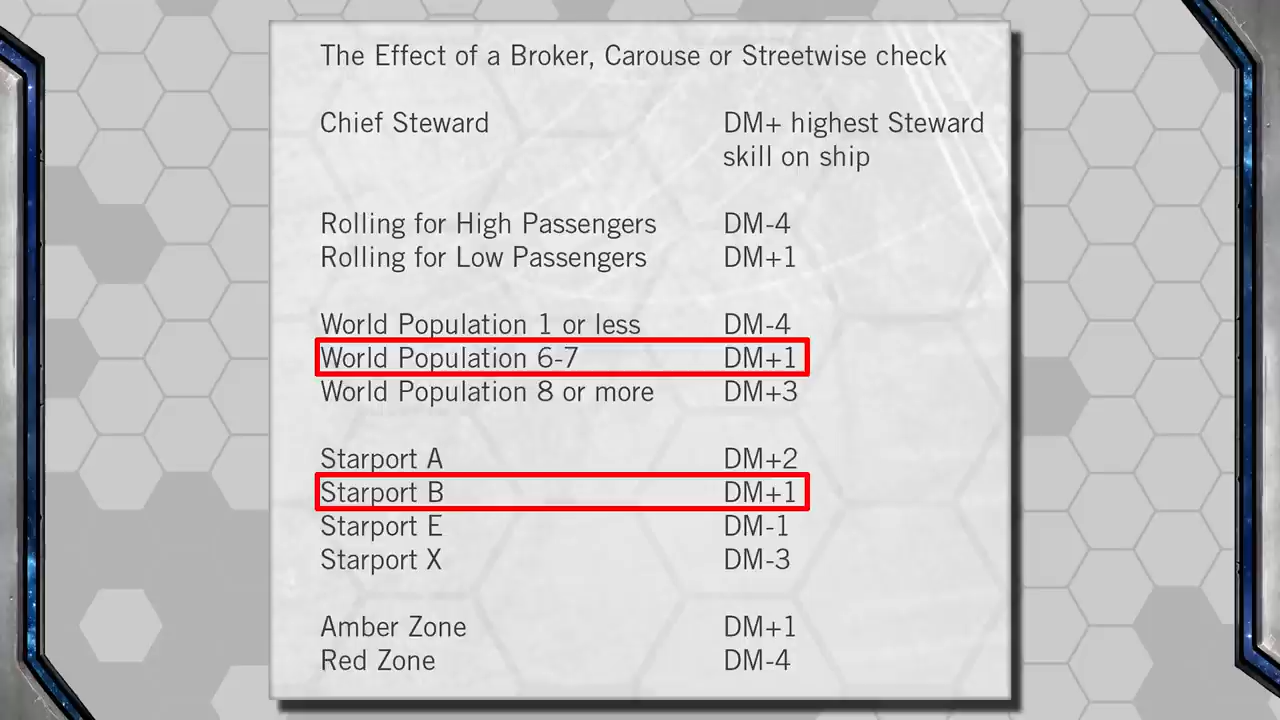 The Effect of a Broker, Carouse or Streetwise check
Chief Steward DM+ highest Steward
skill on ship
Rolling for High Passengers DM-4
Rolling for Low Passengers DM+1
World Population 1 or less DM-4
World Population 6-7 DM+1
World Population 8 or more DM+3
Starport A DM+2
Starport B DM+1
Starport E DM-1
Starport X DM-3
Amber Zone DM+1
Red Zone DM-4